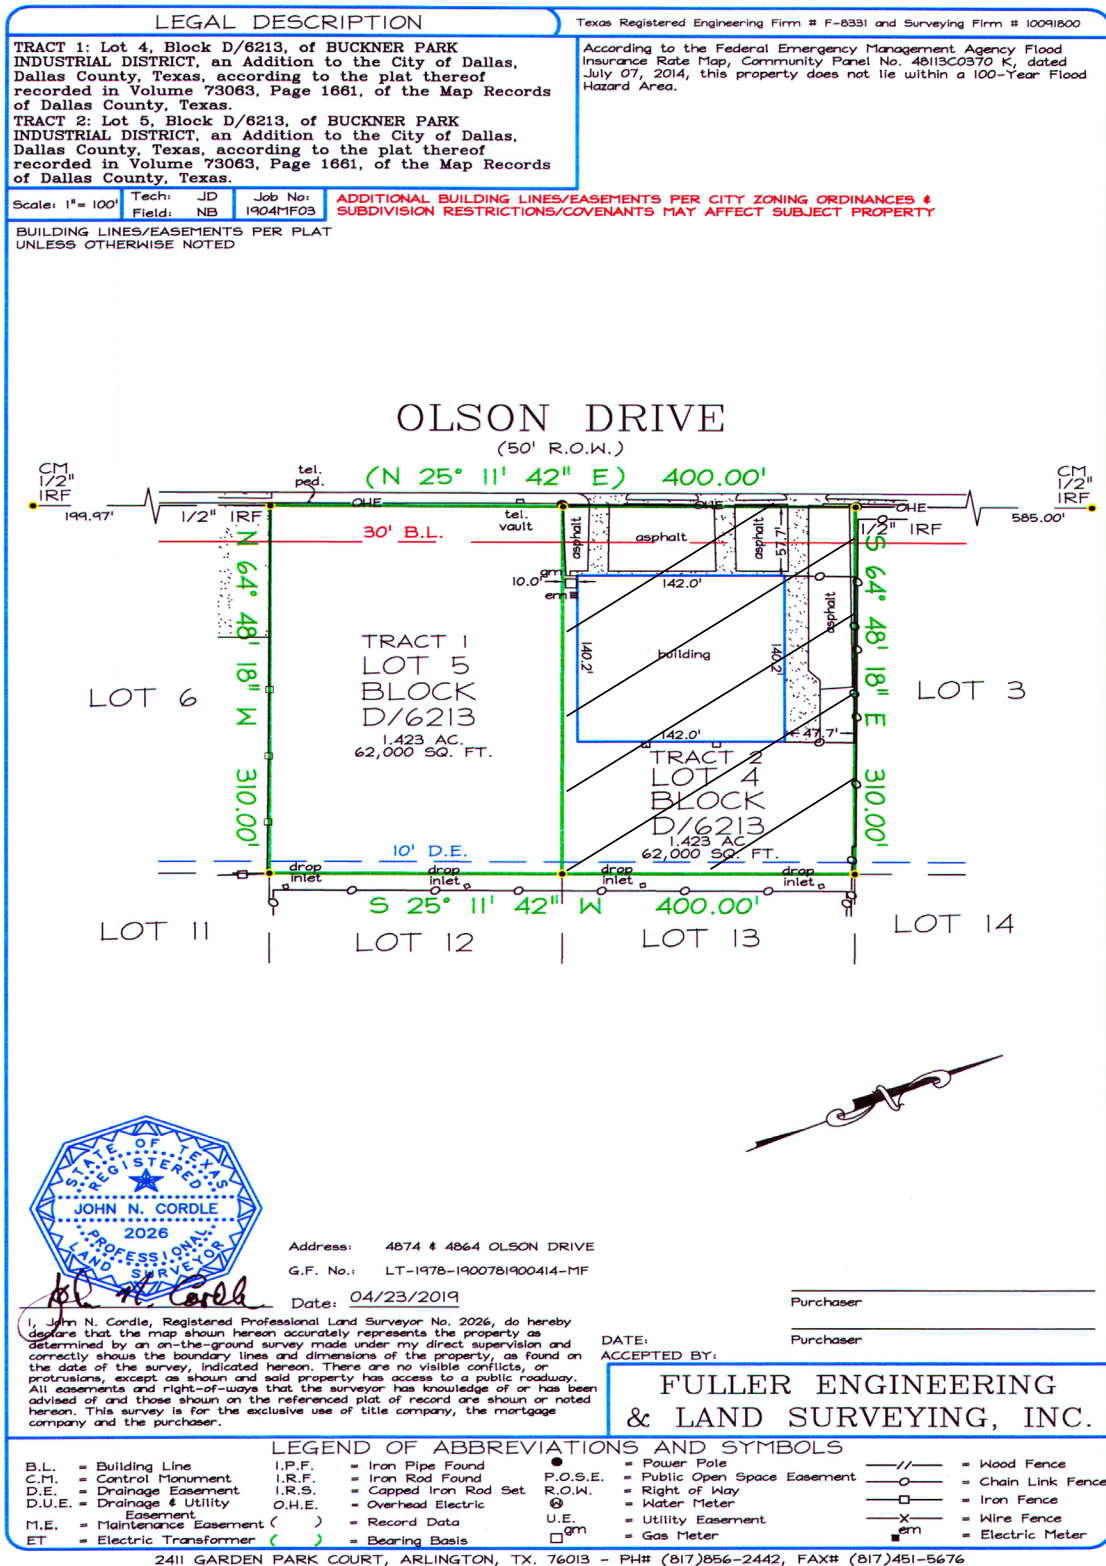 LEGAL DESCRIPTION
Texas Registered Engineering Firm # F-8331 and Surveying Firm # 10091800
TRACT 1: Lot 4, Block D/6213, of BUCKNER PARK
INDUSTRIAL DISTRICT, an Addition to the City of Dallas,
Dallas County, Texas, according to the plat thereof
recorded in Volume 73063, Page 1661, of the Map Records
of Dallas County, Texas.
TRACT 2: Lot 5, Block D/6213, of BUCKNER PARK
INDUSTRIAL DISTRICT, an Addition to the City of Dallas,
Dallas County, Texas, according to the plat thereof
recorded in Volume 73063, Page 1661, of the Map Records
of Dallas County, Texas.
According to the Federal Emergency Management Agency Flood
Insurance Rate Map, Community Panel No. 48113C0370 K, dated
July 07, 2014, this property does not lie within a 100-Year Flood
Hazard Area.
Scale: 1"= 100'
Tech: JD
Field: NB
Job No:
1904MF03
ADDITIONAL BUILDING LINES/EASEMENTS PER CITY ZONING ORDINANCES &
SUBDIVISION RESTRICTIONS/COVENANTS MAY AFFECT SUBJECT PROPERTY
BUILDING LINES/EASEMENTS PER PLAT
UNLESS OTHERWISE NOTED
OLSON DRIVE
(50' R.O.W.)
(N 25° 11' 42" E) 400.00'
CM
1/2"
IRF
199.97'
1/2" IRF
tel.
ped.
OHE
tel.
vault
OHE
OHE
1/2" IRF
CM
1/2"
IRF
585.00'
30' B.L.
asphalt
asphalt
asphalt
57.7'
gm
10.0'
em
142.0'
asphalt
N 64° 48' 18" W 310.00'
S 64° 48' 18" E 310.00'
140.2'
building
140.2'
142.0'
47.7'
LOT 6
TRACT 1
LOT 5
BLOCK
D/6213
1.423 AC.
62,000 SQ. FT.
LOT 3
TRACT 2
LOT 4
BLOCK
D/6213
1.423 AC
62,000 SQ. FT.
10' D.E.
drop
inlet
drop
inlet
drop
inlet
drop
inlet
S 25° 11' 42" W 400.00'
LOT 11
LOT 12
LOT 13
LOT 14
STATE OF TEXAS
REGISTERED
JOHN N. CORDLE
2026
PROFESSIONAL
LAND SURVEYOR
John N. Cordle
Address: 4874 & 4864 OLSON DRIVE
G.F. No.: LT-1978-1900781900414-MF
Date: 04/23/2019
I, John N. Cordle, Registered Professional Land Surveyor No. 2026, do hereby
declare that the map shown hereon accurately represents the property as
determined by an on-the-ground survey made under my direct supervision and
correctly shows the boundary lines and dimensions of the property, as found on
the date of the survey, indicated hereon. There are no visible conflicts, or
protrusions, except as shown and said property has access to a public roadway.
All easements and right-of-ways that the surveyor has knowledge of or has been
advised of and those shown on the referenced plat of record are shown or noted
hereon. This survey is for the exclusive use of title company, the mortgage
company and the purchaser.
Purchaser
DATE:
Purchaser
ACCEPTED BY:
FULLER ENGINEERING
& LAND SURVEYING, INC.
LEGEND OF ABBREVIATIONS AND SYMBOLS
B.L. = Building Line
C.M. = Control Monument
D.E. = Drainage Easement
D.U.E. = Drainage & Utility
Easement
M.E. = Maintenance Easement
ET = Electric Transformer
I.P.F. = Iron Pipe Found
I.R.F. = Iron Rod Found
I.R.S. = Capped Iron Rod Set
O.H.E. = Overhead Electric
( ) = Record Data
( ) = Bearing Basis
= Power Pole
P.O.S.E. = Public Open Space Easement
R.O.W. = Right of Way
W = Water Meter
U.E. = Utility Easement
gm = Gas Meter
= Wood Fence
= Chain Link Fence
= Iron Fence
X = Wire Fence
em = Electric Meter
2411 GARDEN PARK COURT, ARLINGTON, TX. 76013 - PH# (817)856-2442, FAX# (817)451-5676